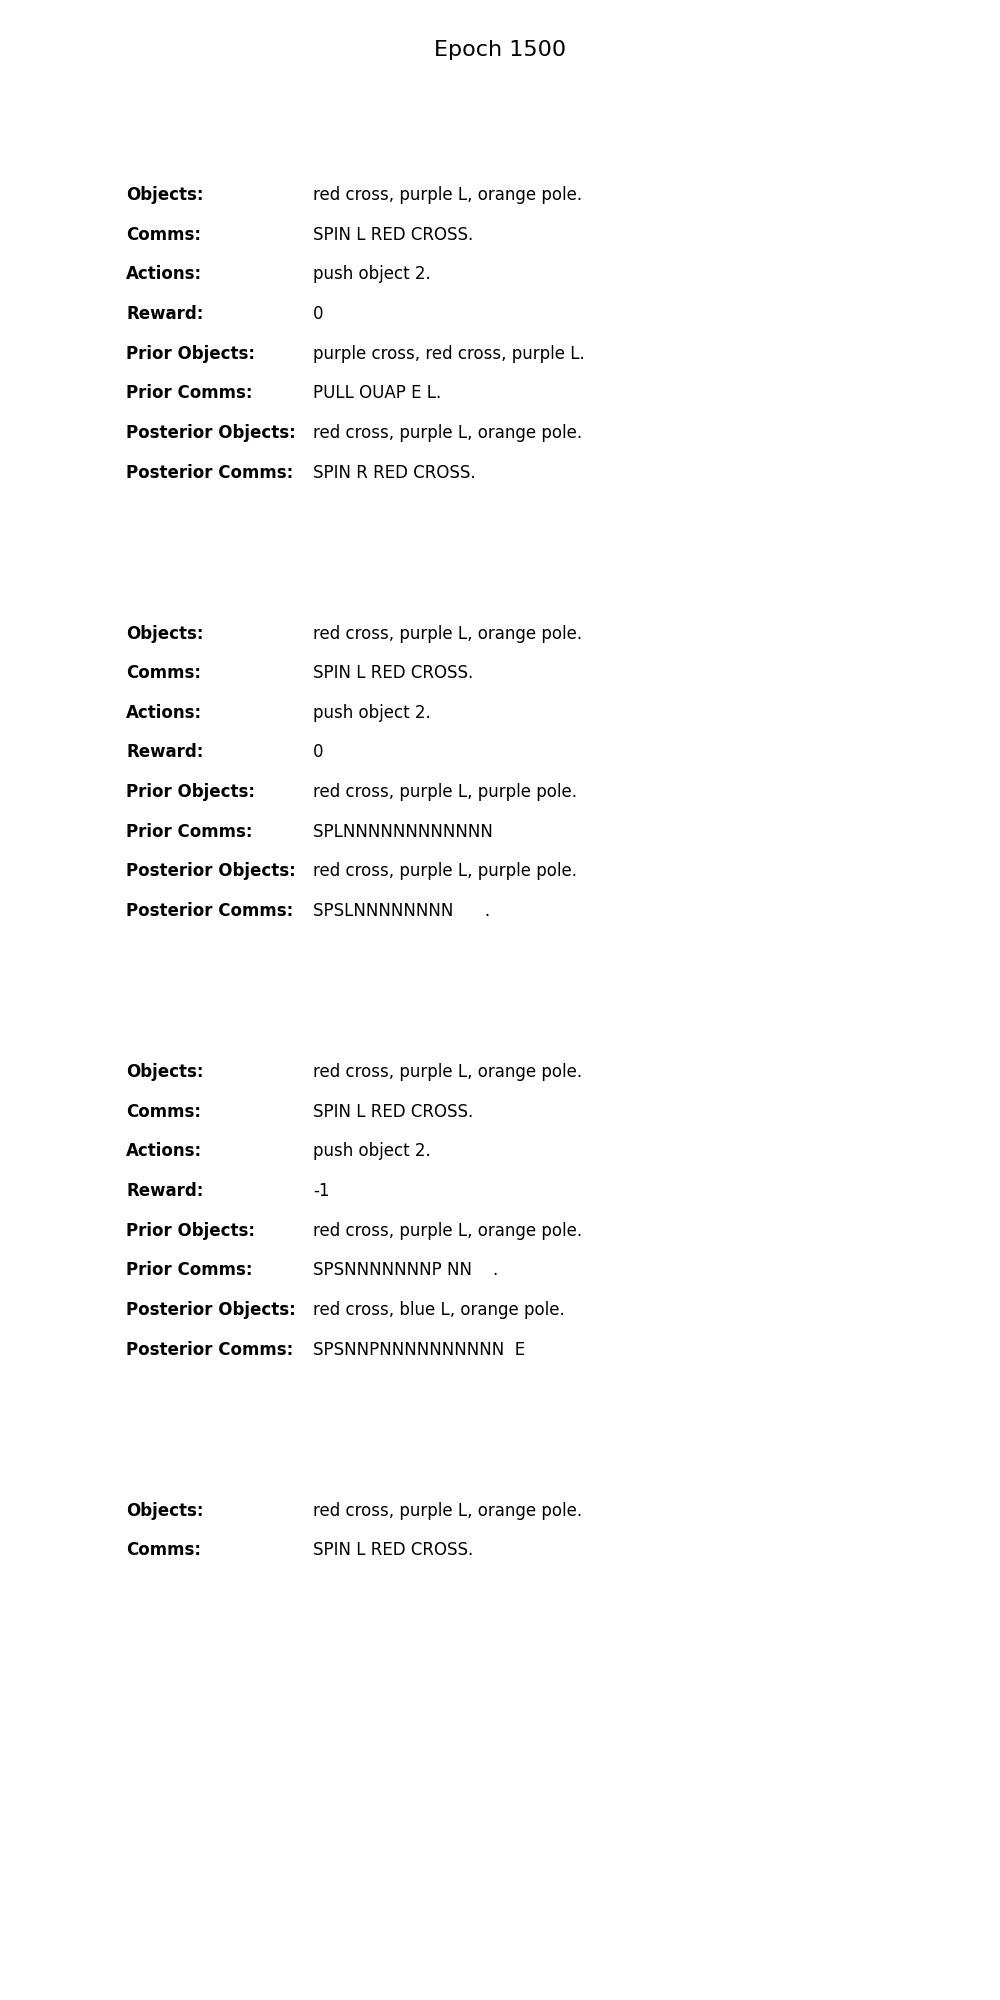 Epoch 1500
Objects: red cross, purple L, orange pole.
Comms: SPIN L RED CROSS.
Actions: push object 2.
Reward: 0
Prior Objects: purple cross, red cross, purple L.
Prior Comms: PULL OUAP E L.
Posterior Objects: red cross, purple L, orange pole.
Posterior Comms: SPIN R RED CROSS.
Objects: red cross, purple L, orange pole.
Comms: SPIN L RED CROSS.
Actions: push object 2.
Reward: 0
Prior Objects: red cross, purple L, purple pole.
Prior Comms: SPLNNNNNNNNNNNN
Posterior Objects: red cross, purple L, purple pole.
Posterior Comms: SPSLNNNNNNNN      .
Objects: red cross, purple L, orange pole.
Comms: SPIN L RED CROSS.
Actions: push object 2.
Reward: -1
Prior Objects: red cross, purple L, orange pole.
Prior Comms: SPSNNNNNNNP NN    .
Posterior Objects: red cross, blue L, orange pole.
Posterior Comms: SPSNNPNNNNNNNNNN  E
Objects: red cross, purple L, orange pole.
Comms: SPIN L RED CROSS.